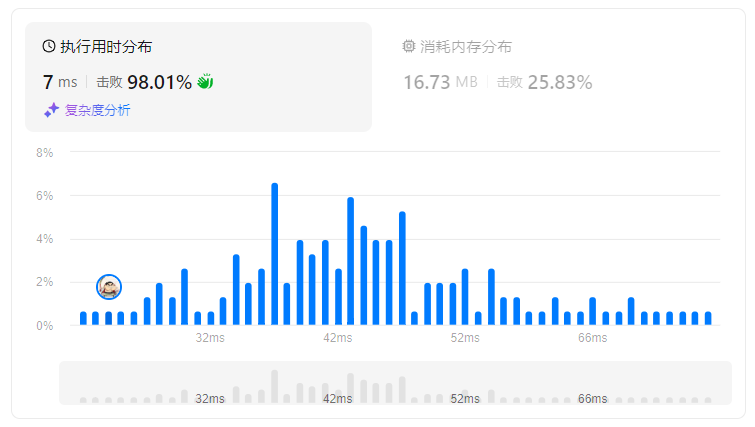 执行用时分布
7 ms 击败 98.01%
复杂度分析
消耗内存分布
16.73 MB 击败 25.83%
8%
6%
4%
2%
0%
32ms 42ms 52ms 66ms
32ms 42ms 52ms 66ms